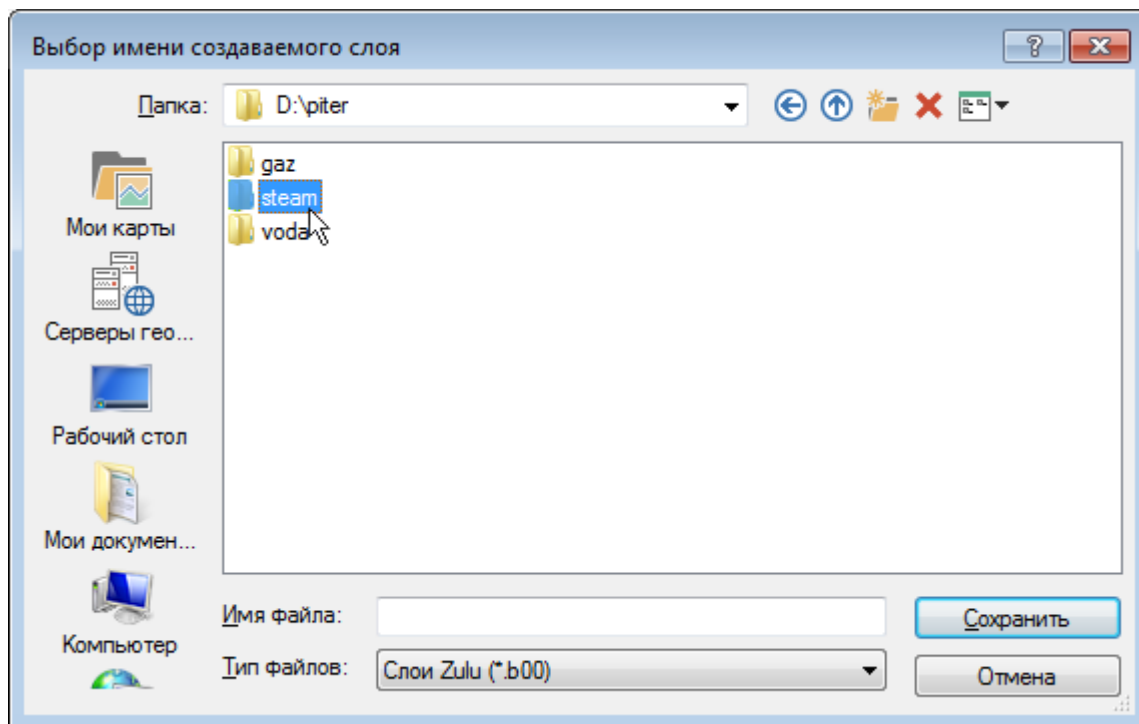 Выбор имени создаваемого слоя
Папка:
D:\piter
gaz
steam
voda
Мои карты
Серверы гео...
Рабочий стол
Мои докумен...
Компьютер
Имя файла:
Сохранить
Тип файлов:
Слои Zulu (*.b00)
Отмена